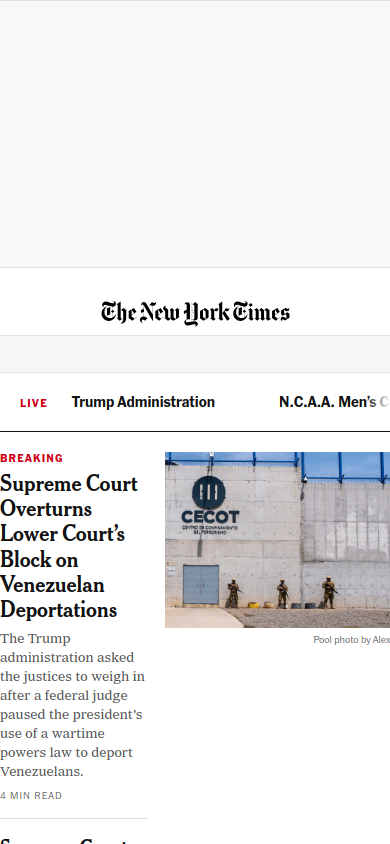 The New York Times
LIVE
Trump Administration
N.C.A.A. Men's
BREAKING
Supreme Court
Overturns
Lower Court's
Block on
Venezuelan
Deportations
The Trump
administration asked
the justices to weigh in
after a federal judge
paused the president's
use of a wartime
powers law to deport
Venezuelans.
4 MIN READ
CECOT
CENTRO DE CONFINAMIENTO
DEL TERRORISMO
Pool photo by Alex